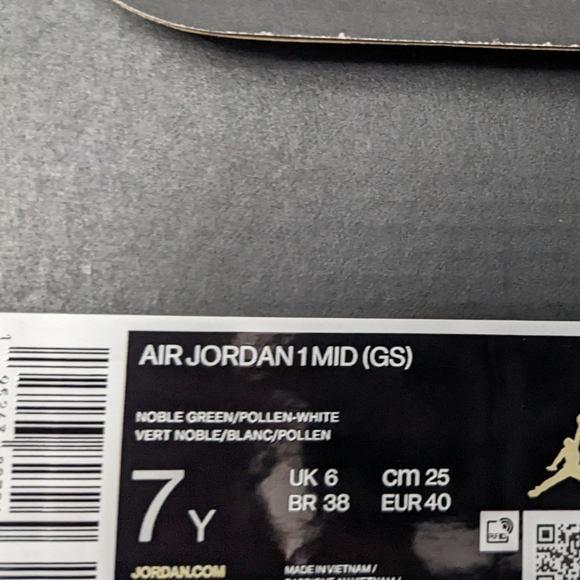 AIR JORDAN 1 MID (GS)
NOBLE GREEN/POLLEN-WHITE
VERT NOBLE/BLANC/POLLEN
7 Y
UK 6 cm 25
BR 38 EUR 40
JORDAN.COM
MADE IN VIETNAM /